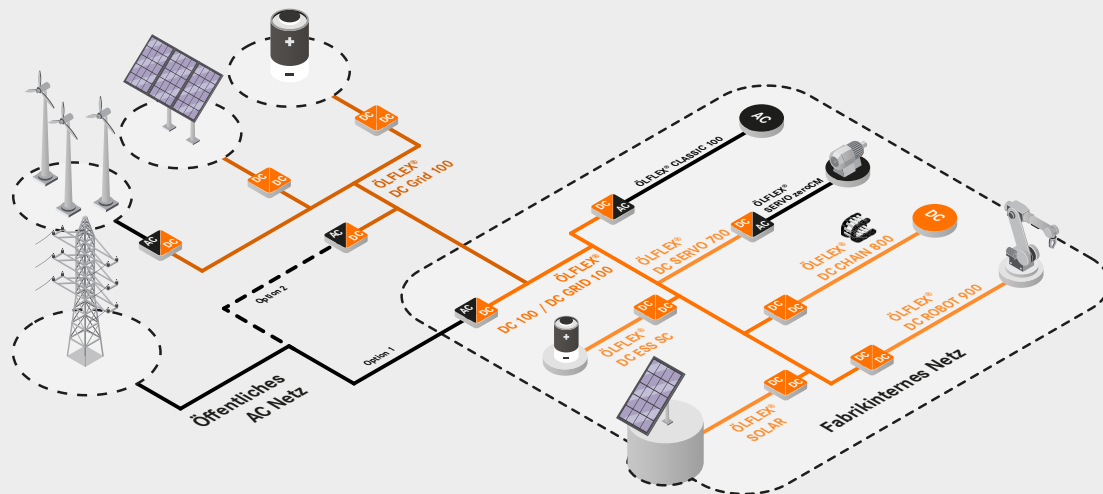 +
-
DC DC
DC DC
AC DC
AC DC
ÖLFLEX®
DC Grid 100
Option 2
Option 1
Öffentliches
AC Netz
AC DC
ÖLFLEX®
DC 100 / DC GRID 100
DC AC
ÖLFLEX® CLASSIC 100
AC
ÖLFLEX®
SERVO zeroCM
DC AC
ÖLFLEX®
DC SERVO 700
DC
ÖLFLEX®
DC CHAIN 800
DC DC
DC DC
+
-
ÖLFLEX®
DC ESS SC
ÖLFLEX®
DC ROBOT 900
DC DC
DC DC
ÖLFLEX®
SOLAR
Fabrikinternes Netz